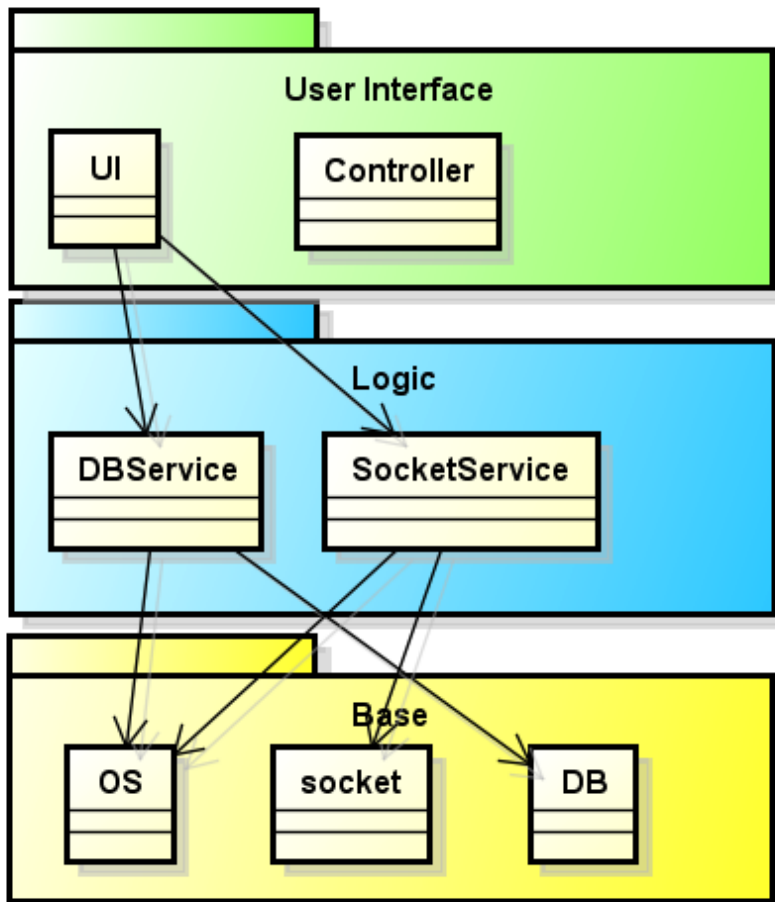 User Interface
UI
Controller
Logic
DBService
SocketService
Base
OS
socket
DB